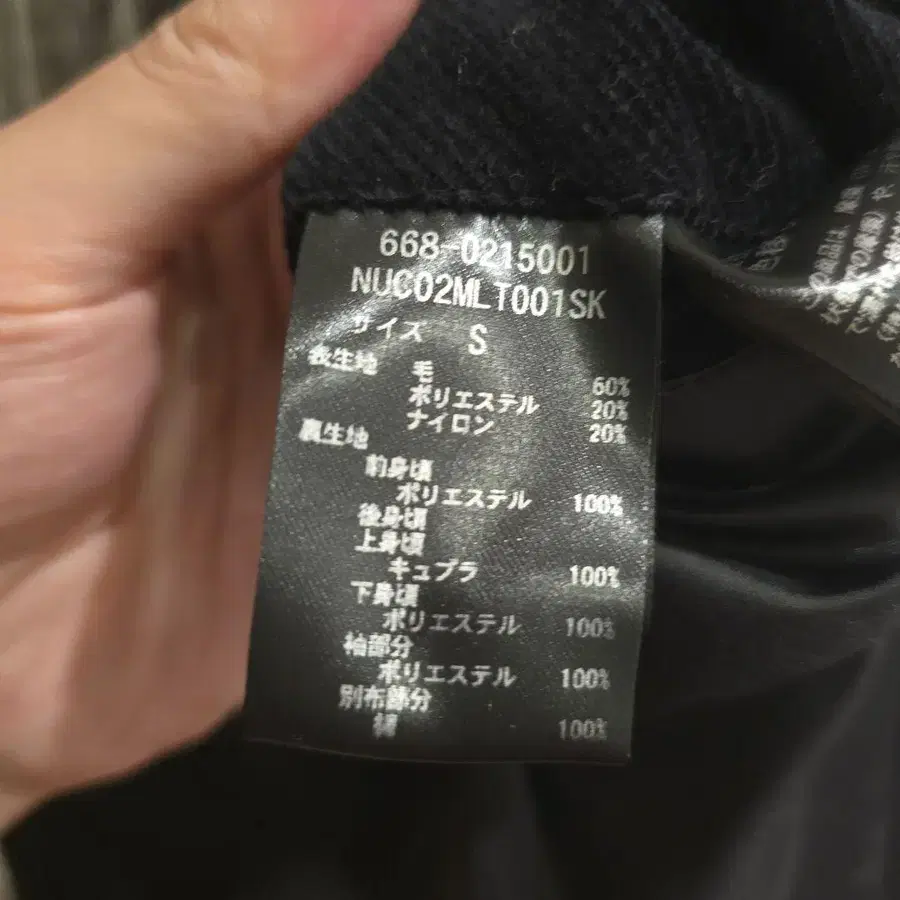 668-0215001
NUC02MLT001SK
サイズ S
表生地 毛 60%
ポリエステル 20%
ナイロン 20%
裏生地
前身頃
ポリエステル 100%
後身頃
上身頃
キュプラ 100%
下身頃
ポリエステル 100%
袖部分
ポリエステル 100%
別布部分
綿 100%